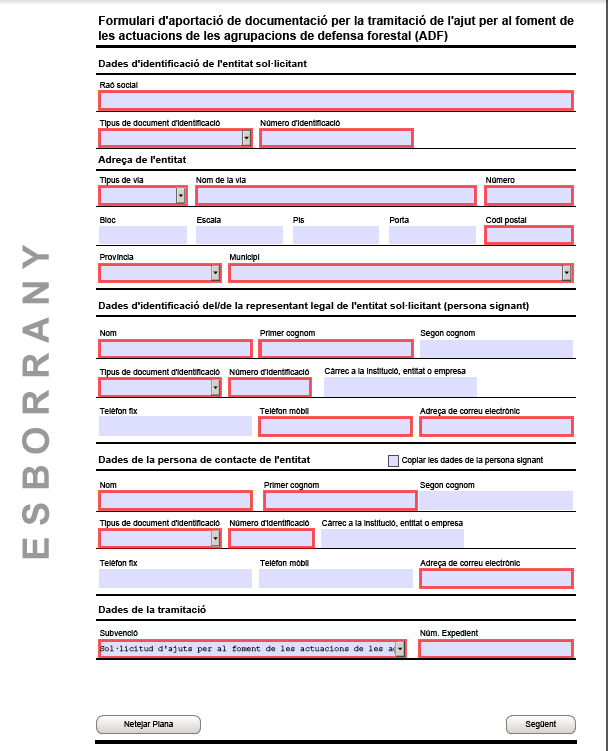 Formulari d'aportació de documentació per la tramitació de l'ajut per al foment de
les actuacions de les agrupacions de defensa forestal (ADF)
Dades d'identificació de l'entitat sol·licitant
Raó social
Tipus de document d'identificació Número d'identificació
Adreça de l'entitat
Tipus de via Nom de la via Número
Bloc Escala Pis Porta Codi postal
Província Municipi
Dades d'identificació del/de la representant legal de l'entitat sol·licitant (persona signant)
Nom Primer cognom Segon cognom
Tipus de document d'identificació Número d'identificació Càrrec a la institució, entitat o empresa
Telèfon fix Telèfon mòbil Adreça de correu electrònic
Dades de la persona de contacte de l'entitat Copiar les dades de la persona signant
Nom Primer cognom Segon cognom
Tipus de document d'identificació Número d'identificació Càrrec a la institució, entitat o empresa
Telèfon fix Telèfon mòbil Adreça de correu electrònic
Dades de la tramitació
Subvenció Núm. Expedient
Sol·licitud d'ajuts per al foment de les actuacions de les ag
Netejar Plana Següent
ESBORRANY